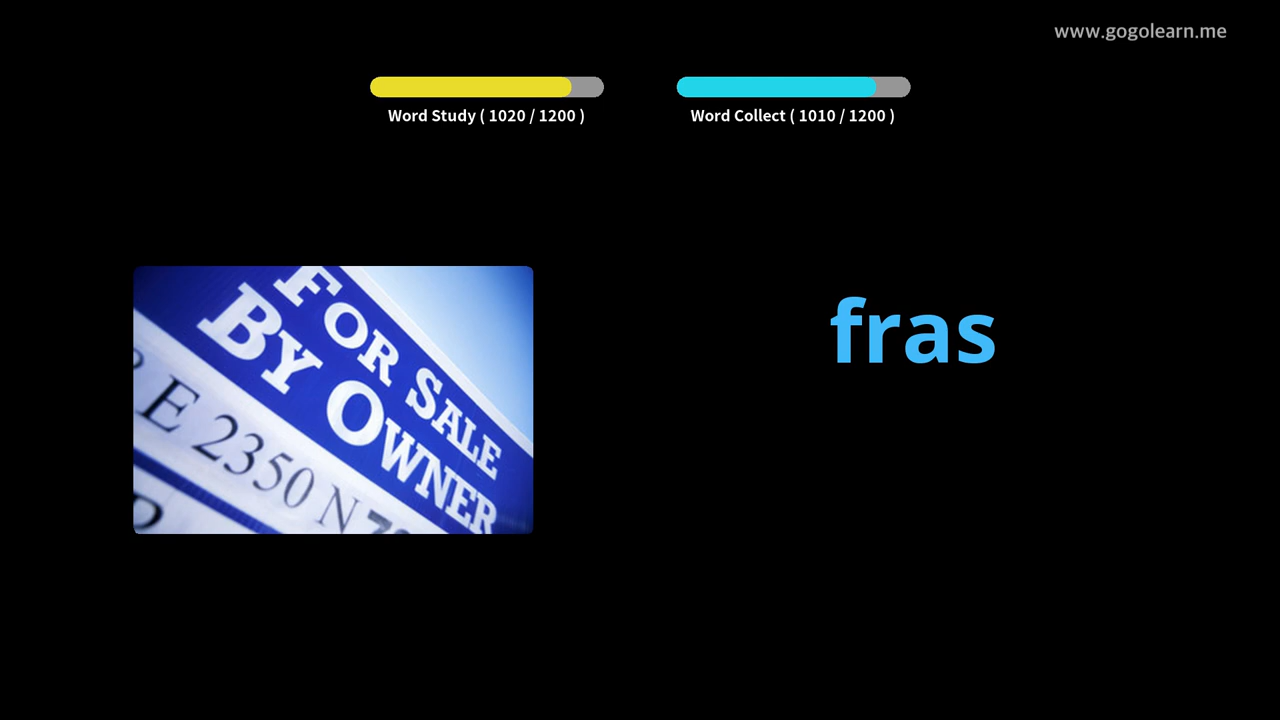 www.gogolearn.me
Word Study ( 1020 / 1200 )
Word Collect ( 1010 / 1200 )
FOR SALE
BY OWNER
E 2350 N
fras